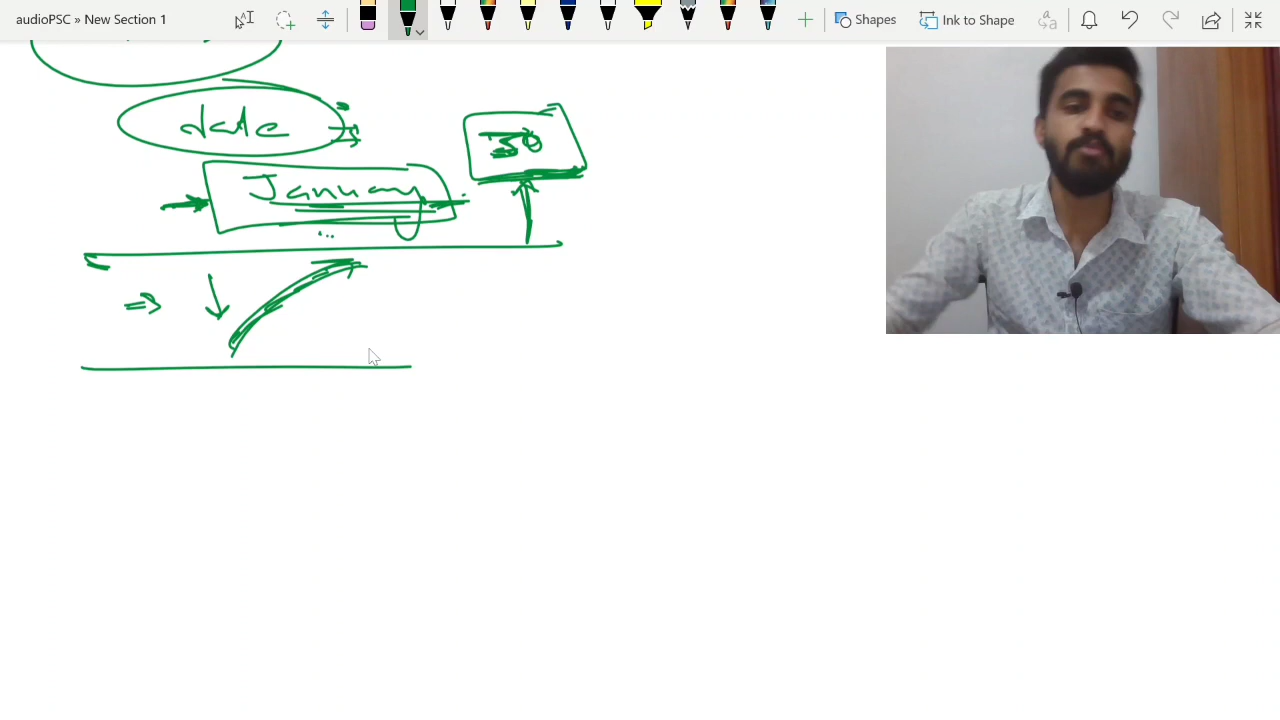 audioPSC » New Section 1
Shapes
Ink to Shape
date
30
January